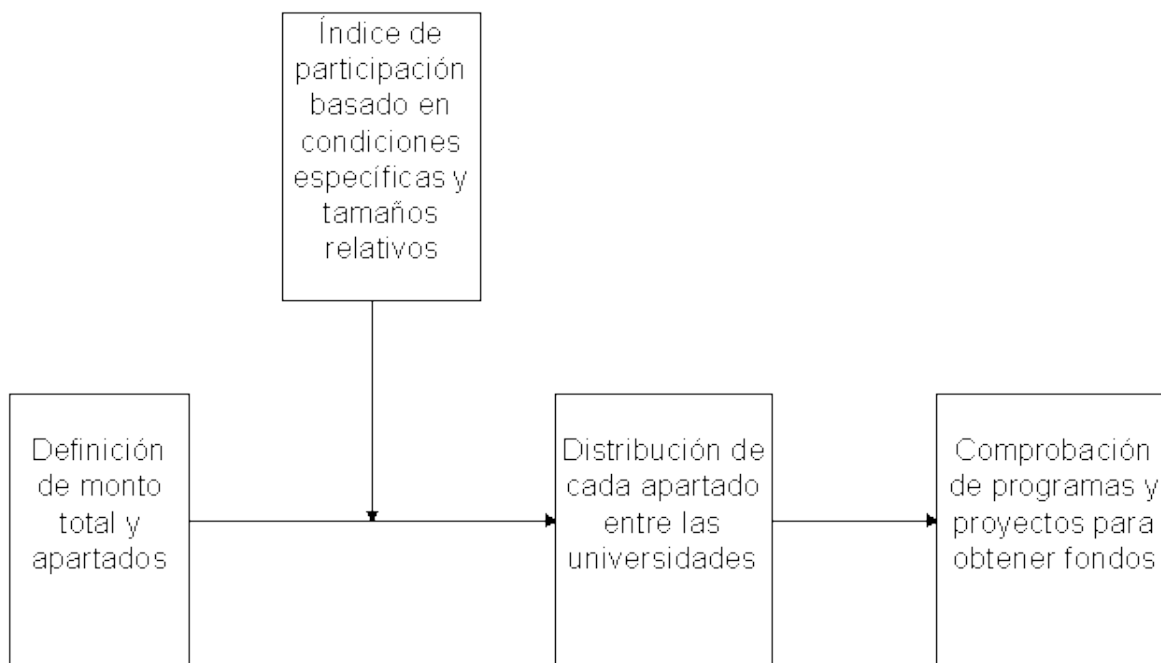 Índice de
participación
basado en
condiciones
específicas y
tamaños
relativos
Definición
de monto
total y
apartados
Distribución de
cada apartado
entre las
universidades
Comprobación
de programas y
proyectos para
obtener fondos